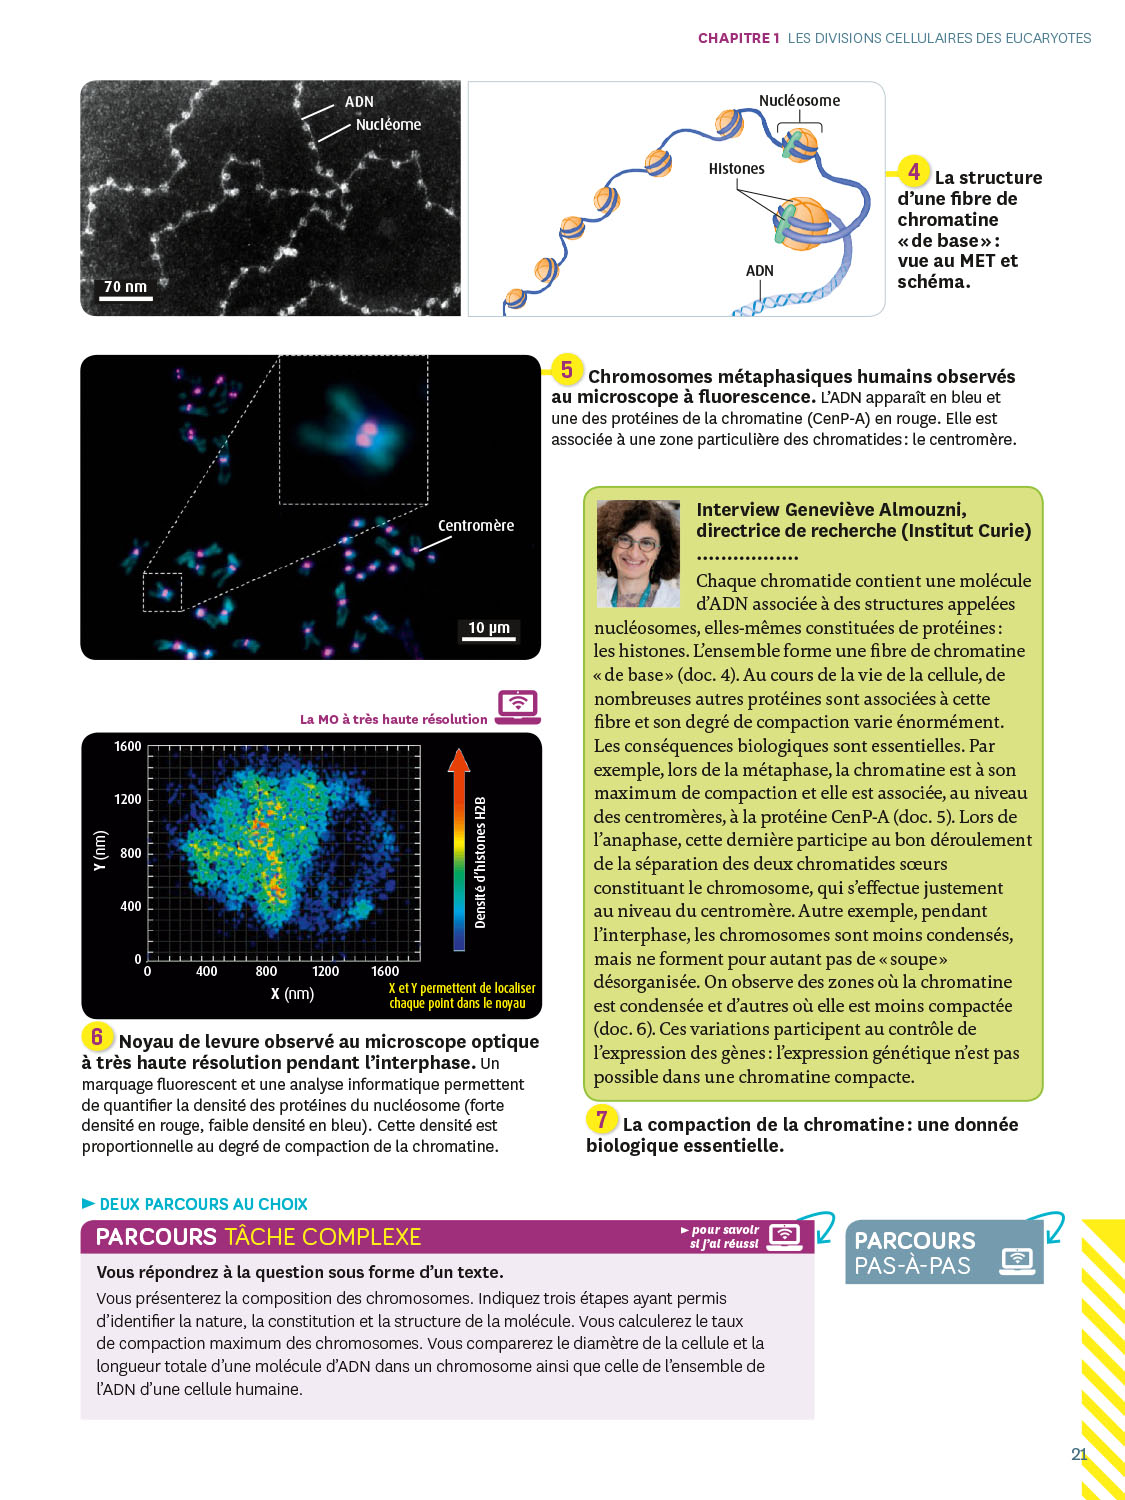 CHAPITRE 1 LES DIVISIONS CELLULAIRES DES EUCARYOTES
ADN
Nucléome
70 nm
Nucléosome
Histones
ADN
4 La structure
d'une fibre de
chromatine
« de base » :
vue au MET et
schéma.
Centromère
10 µm
5 Chromosomes métaphasiques humains observés
au microscope à fluorescence. L'ADN apparaît en bleu et
une des protéines de la chromatine (CenP-A) en rouge. Elle est
associée à une zone particulière des chromatides : le centromère.
Interview Geneviève Almouzni,
directrice de recherche (Institut Curie)
.................
Chaque chromatide contient une molécule
d'ADN associée à des structures appelées
nucléosomes, elles-mêmes constituées de protéines :
les histones. L'ensemble forme une fibre de chromatine
« de base » (doc. 4). Au cours de la vie de la cellule, de
nombreuses autres protéines sont associées à cette
fibre et son degré de compaction varie énormément.
Les conséquences biologiques sont essentielles. Par
exemple, lors de la métaphase, la chromatine est à son
maximum de compaction et elle est associée, au niveau
des centromères, à la protéine CenP-A (doc. 5). Lors de
l'anaphase, cette dernière participe au bon déroulement
de la séparation des deux chromatides sœurs
constituant le chromosome, qui s'effectue justement
au niveau du centromère. Autre exemple, pendant
l'interphase, les chromosomes sont moins condensés,
mais ne forment pour autant pas de « soupe »
désorganisée. On observe des zones où la chromatine
est condensée et d'autres où elle est moins compactée
(doc. 6). Ces variations participent au contrôle de
l'expression des gènes : l'expression génétique n'est pas
possible dans une chromatine compacte.
7 La compaction de la chromatine : une donnée
biologique essentielle.
La MO à très haute résolution
1600
1200
800
400
0
Y (nm)
0 400 800 1200 1600
X (nm)
Densité d'histones H2B
X et Y permettent de localiser
chaque point dans le noyau
6 Noyau de levure observé au microscope optique
à très haute résolution pendant l'interphase. Un
marquage fluorescent et une analyse informatique permettent
de quantifier la densité des protéines du nucléosome (forte
densité en rouge, faible densité en bleu). Cette densité est
proportionnelle au degré de compaction de la chromatine.
► DEUX PARCOURS AU CHOIX
PARCOURS TÂCHE COMPLEXE
► pour savoir
si j'ai réussi
Vous répondrez à la question sous forme d'un texte.
Vous présenterez la composition des chromosomes. Indiquez trois étapes ayant permis
d'identifier la nature, la constitution et la structure de la molécule. Vous calculerez le taux
de compaction maximum des chromosomes. Vous comparerez le diamètre de la cellule et la
longueur totale d'une molécule d'ADN dans un chromosome ainsi que celle de l'ensemble de
l'ADN d'une cellule humaine.
PARCOURS
PAS-À-PAS
21